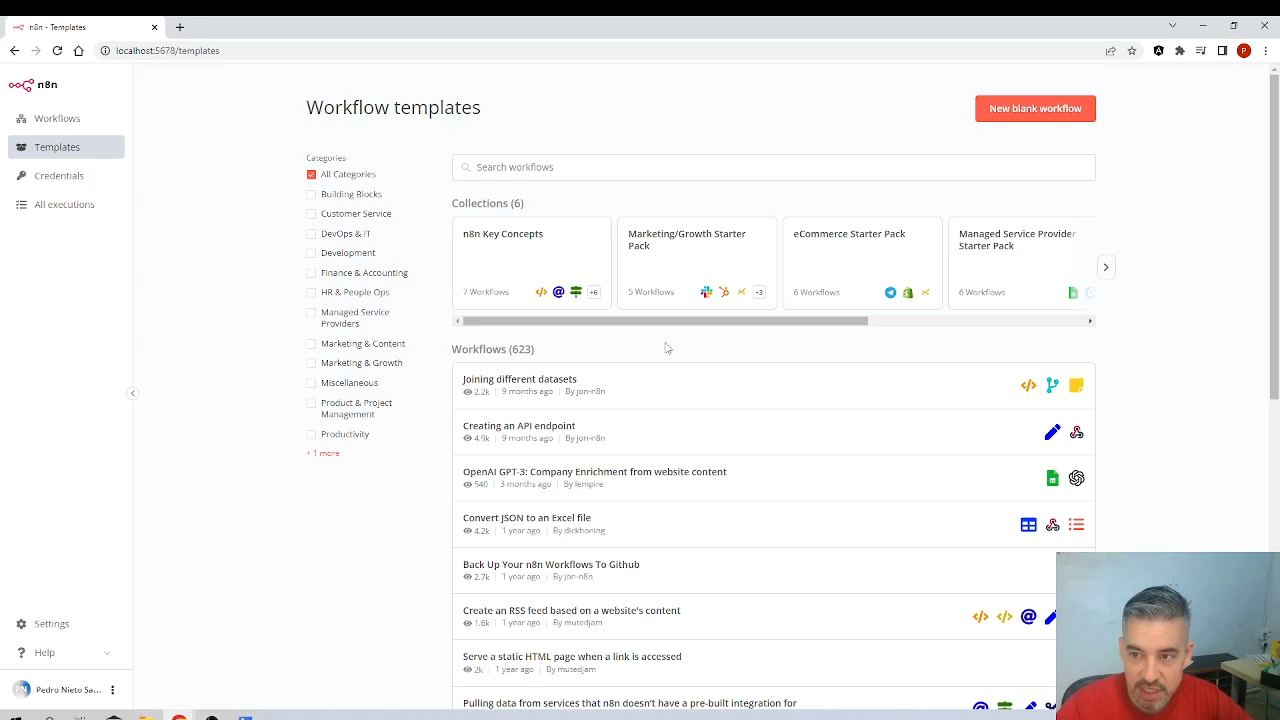 n8n - Templates
localhost:5678/templates
P
n8n
Workflows
Templates
Credentials
All executions
Settings
Help
PN
Pedro Nieto Sa...
Workflow templates
New blank workflow
Categories
All Categories
Building Blocks
Customer Service
DevOps & IT
Development
Finance & Accounting
HR & People Ops
Managed Service
Providers
Marketing & Content
Marketing & Growth
Miscellaneous
Product & Project
Management
Productivity
+ 1 more
Search workflows
Collections (6)
n8n Key Concepts
7 Workflows
+6
Marketing/Growth Starter
Pack
5 Workflows
+3
eCommerce Starter Pack
6 Workflows
Managed Service Provider
Starter Pack
6 Workflows
Workflows (623)
Joining different datasets
2.2k | 9 months ago | By jon-n8n
Creating an API endpoint
4.9k | 9 months ago | By jon-n8n
OpenAI GPT-3: Company Enrichment from website content
540 | 3 months ago | By lempire
Convert JSON to an Excel file
4.2k | 1 year ago | By dickhoning
Back Up Your n8n Workflows To Github
2.7k | 1 year ago | By jon-n8n
Create an RSS feed based on a website's content
1.6k | 1 year ago | By mutedjam
Serve a static HTML page when a link is accessed
2k | 1 year ago | By mutedjam
Pulling data from services that n8n doesn't have a pre-built integration for